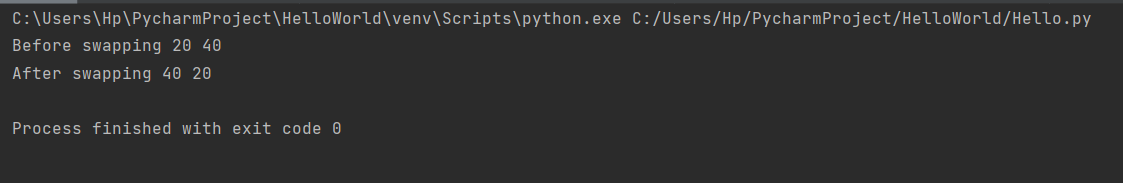 C:\Users\Hp\PycharmProject\HelloWorld\venv\Scripts\python.exe C:/Users/Hp/PycharmProject/HelloWorld/Hello.py
Before swapping 20 40
After swapping 40 20
Process finished with exit code 0